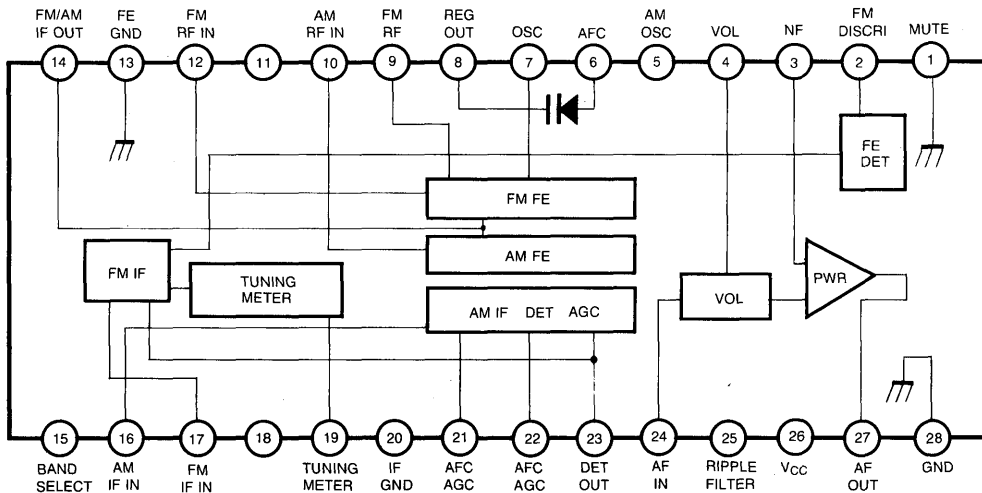 FM/AM IF OUT
FE GND
FM RF IN
AM RF IN
FM RF
REG OUT
OSC
AFC
AM OSC
VOL
NF
FM DISCRI
MUTE
14
13
12
11
10
9
8
7
6
5
4
3
2
1
FE DET
FM FE
AM FE
FM IF
TUNING METER
AM IF DET AGC
VOL
PWR
15
16
17
18
19
20
21
22
23
24
25
26
27
28
BAND SELECT
AM IF IN
FM IF IN
TUNING METER
IF GND
AFC AGC
AFC AGC
DET OUT
AF IN
RIPPLE FILTER
VCC
AF OUT
GND